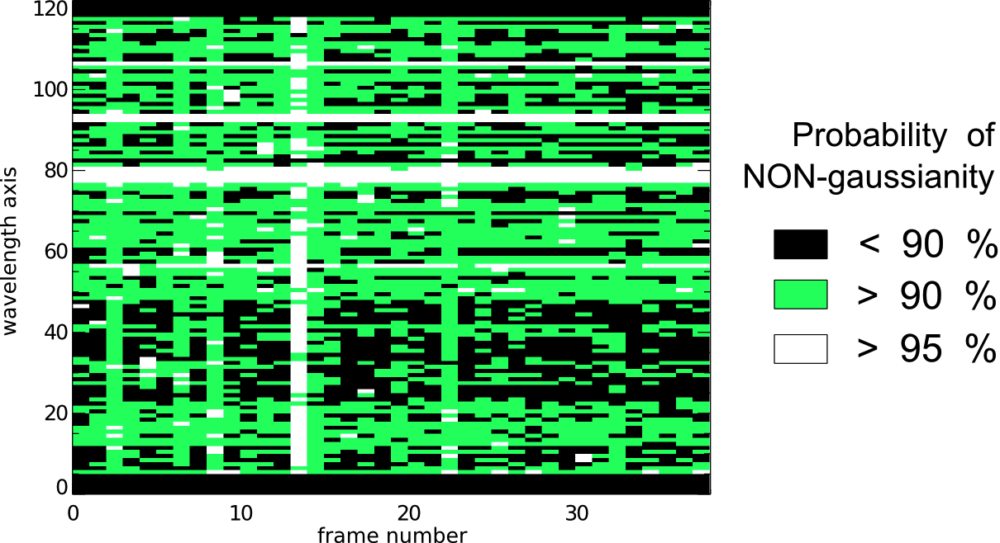 120
100
80
60
40
20
0
wavelength axis
0 10 20 30
frame number
Probability of
NON-gaussianity
< 90 %
> 90 %
> 95 %